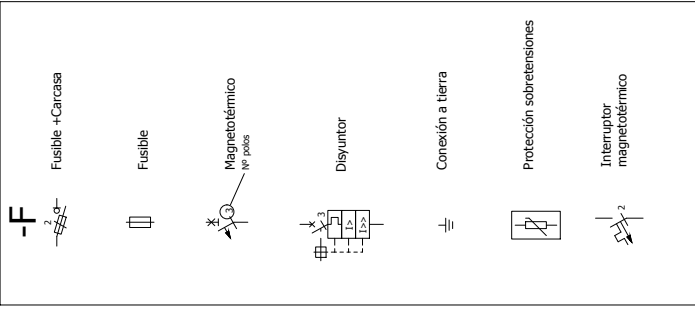 -F
2
Fusible +Carcasa
Fusible
3
Magnetotérmico
Nº polos
3
I>
I>>
Disyuntor
Conexión a tierra
Protección sobretensiones
2
Interruptor
magnetotérmico